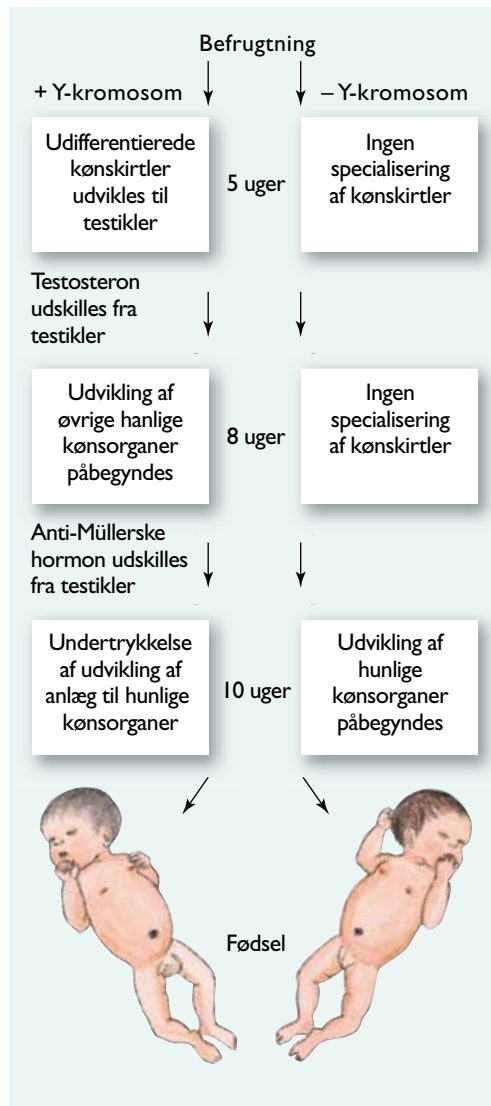 Befrugtning
+ Y-kromosom
– Y-kromosom
Udifferentierede
kønskirtler
udvikles til
testikler
5 uger
Ingen
specialisering
af kønskirtler
Testosteron
udskilles fra
testikler
Udvikling af
øvrige hanlige
kønsorganer
påbegyndes
8 uger
Ingen
specialisering
af kønskirtler
Anti-Müllerske
hormon udskilles
fra testikler
Undertrykkelse
af udvikling af
anlæg til hunlige
kønsorganer
10 uger
Udvikling af
hunlige
kønsorganer
påbegyndes
Fødsel